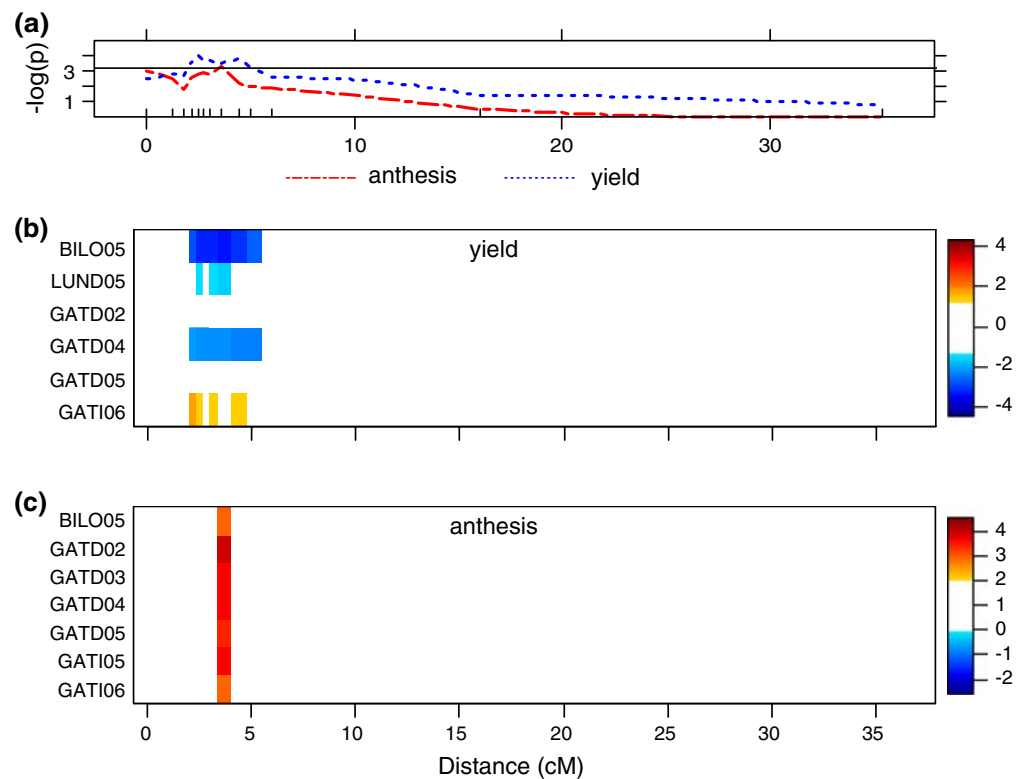 (a)
-log(p)
3
1
0 10 20 30
anthesis yield
(b)
yield
BILO05
LUND05
GATD02
GATD04
GATD05
GATI06
4
2
0
-2
-4
(c)
anthesis
BILO05
GATD02
GATD03
GATD04
GATD05
GATI05
GATI06
4
3
2
1
0
-1
-2
0 5 10 15 20 25 30 35
Distance (cM)